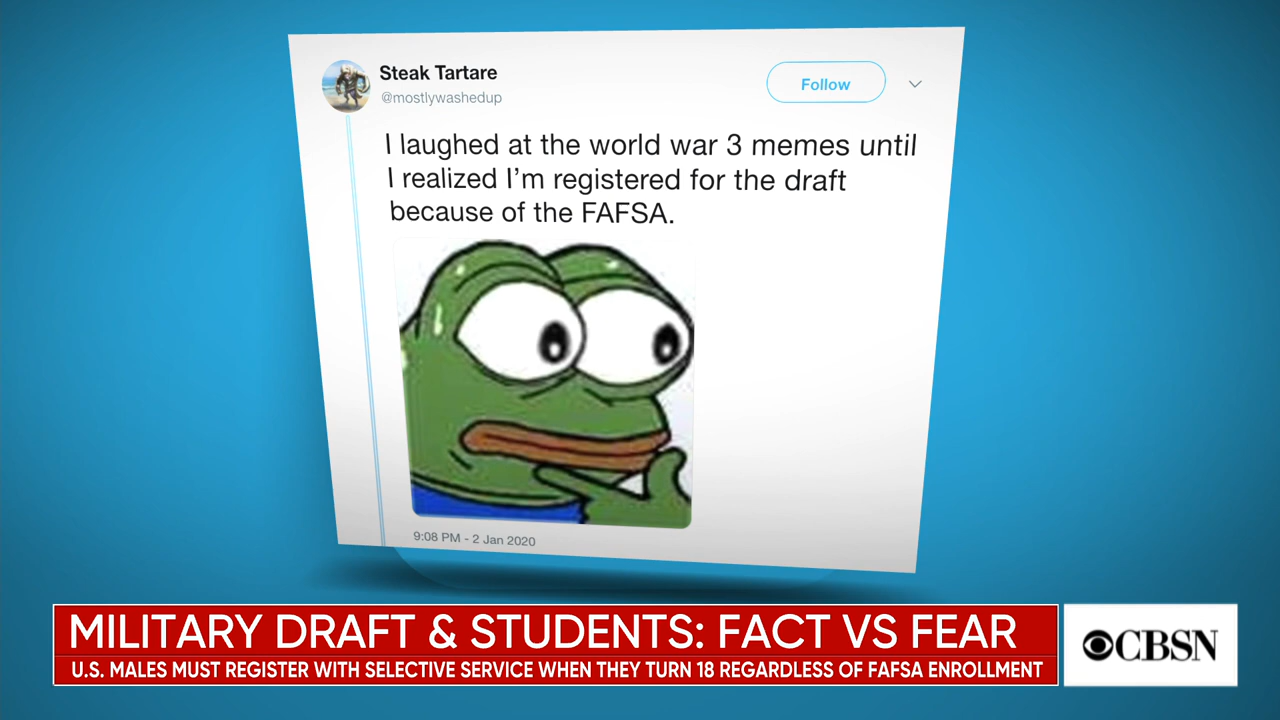 Steak Tartare
@mostlywashedup
Follow
I laughed at the world war 3 memes until
I realized I'm registered for the draft
because of the FAFSA.
9:08 PM - 2 Jan 2020
MILITARY DRAFT & STUDENTS: FACT VS FEAR
U.S. MALES MUST REGISTER WITH SELECTIVE SERVICE WHEN THEY TURN 18 REGARDLESS OF FAFSA ENROLLMENT
CBSN